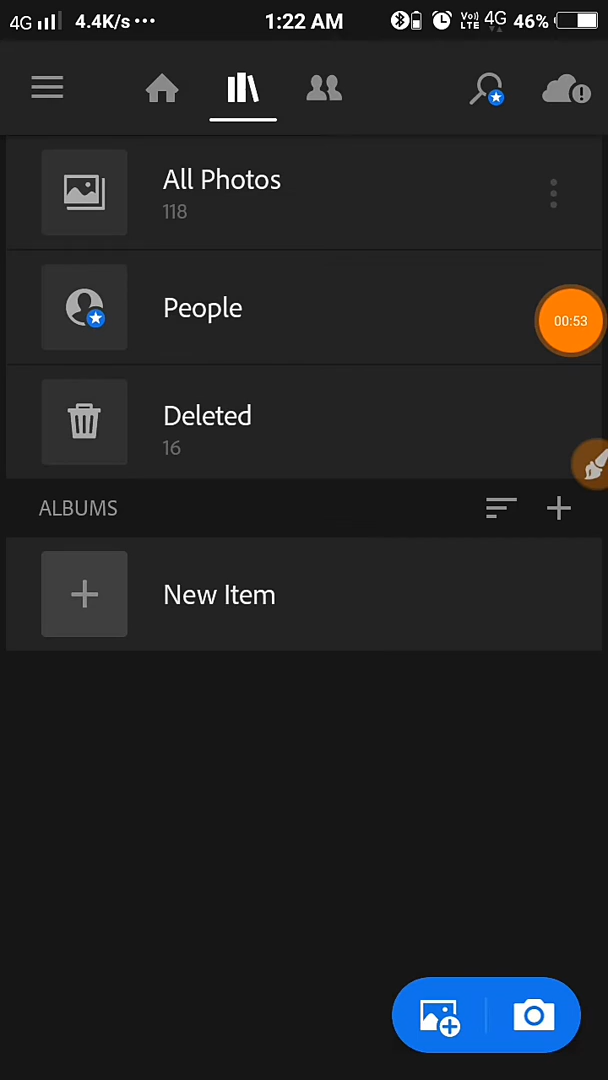 4G 4.4K/s ••• 1:22 AM Vo)) LTE 4G 46%
All Photos
118
People
00:53
Deleted
16
ALBUMS
New Item